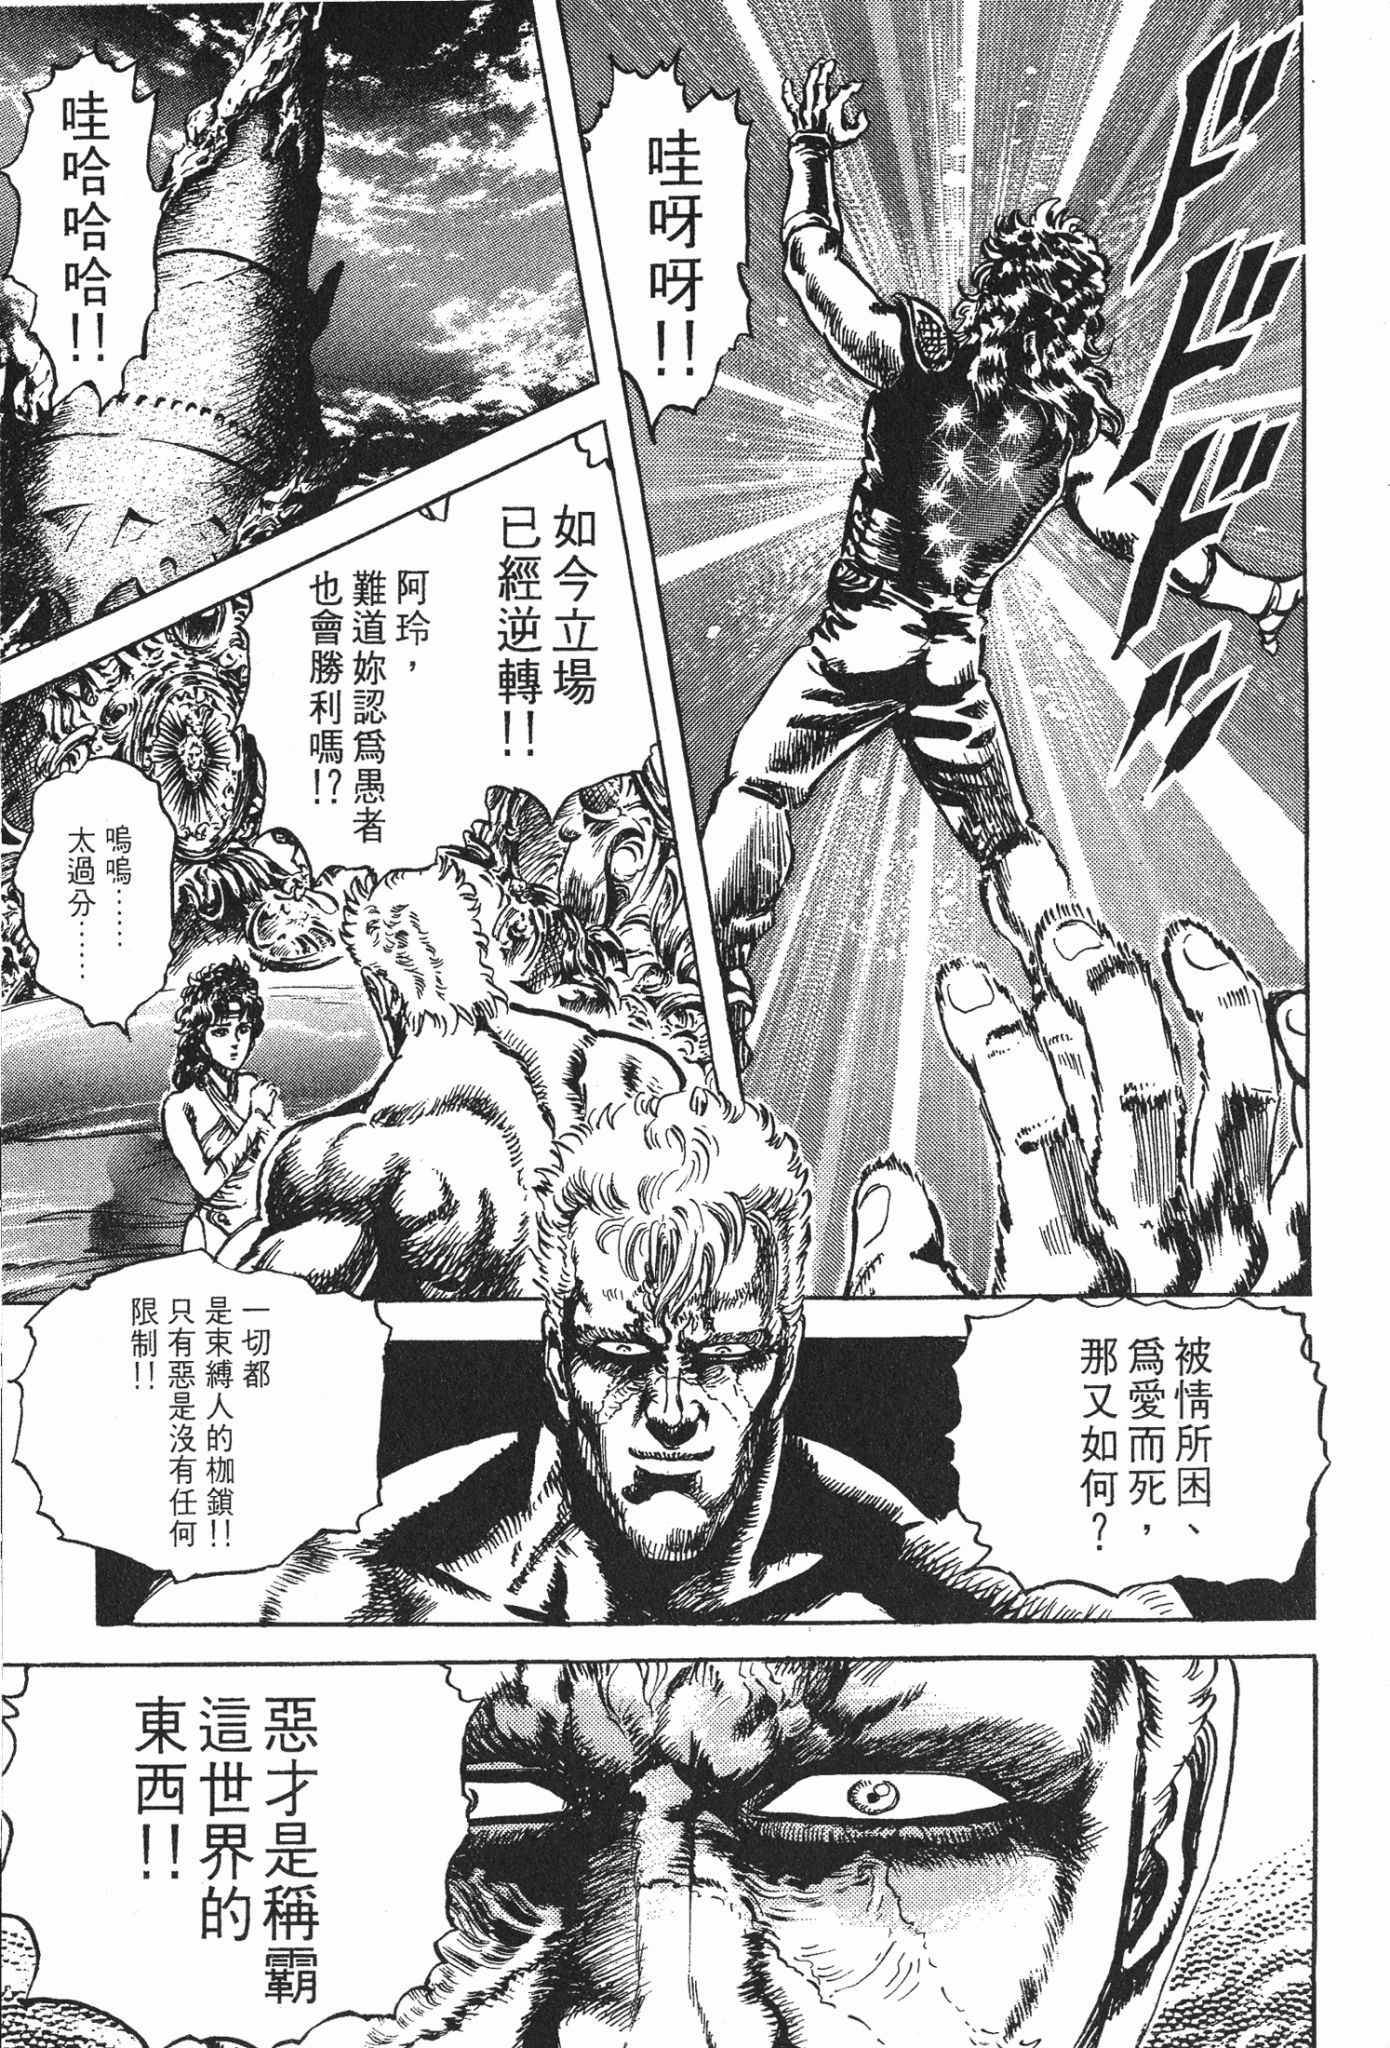 ドドドド
哇呀呀!!
哇哈哈哈!!
如今立場
已經逆轉!!
阿玲，
難道妳認爲愚者
也會勝利嗎!?
嗚嗚……
太過分……
被情所困、
爲愛而死，
那又如何？
一切都
是束縛人的枷鎖!!
只有惡是沒有任何
限制!!
惡才是稱霸
這世界的
東西!!